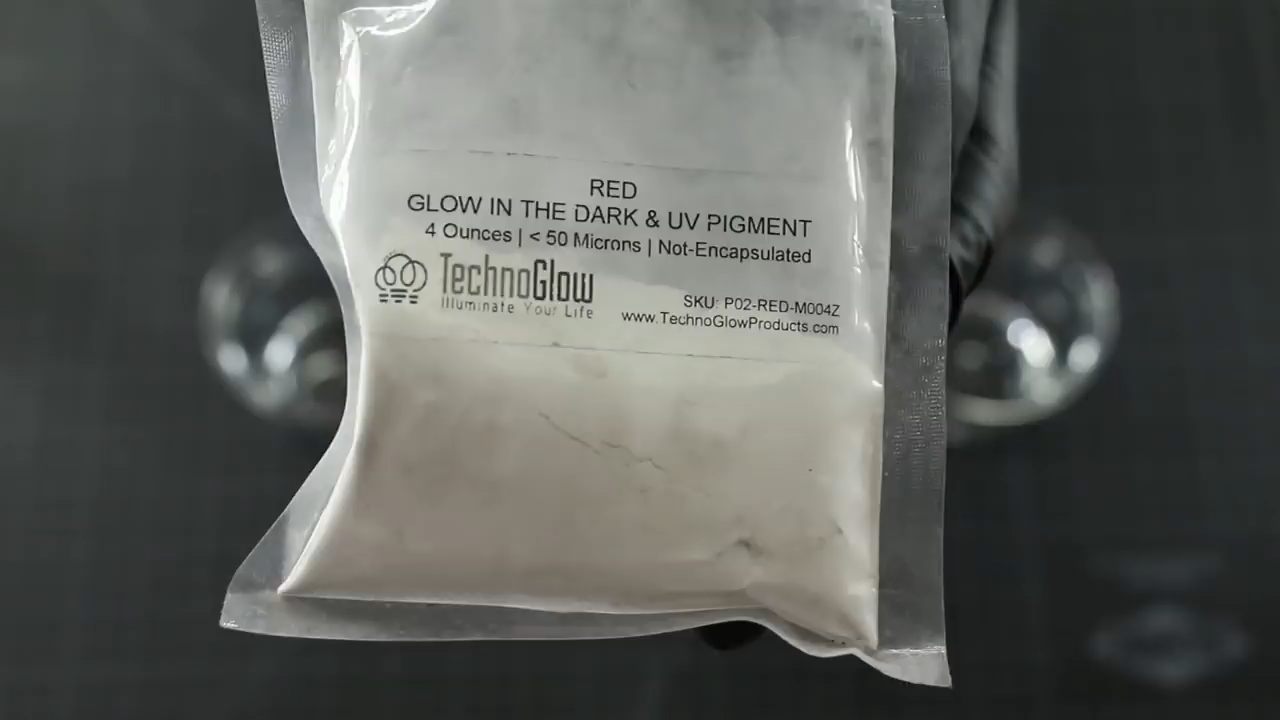 RED
GLOW IN THE DARK & UV PIGMENT
4 Ounces | < 50 Microns | Not-Encapsulated
TechnoGlow
Illuminate Your Life
SKU: P02-RED-M004Z
www.TechnoGlowProducts.com